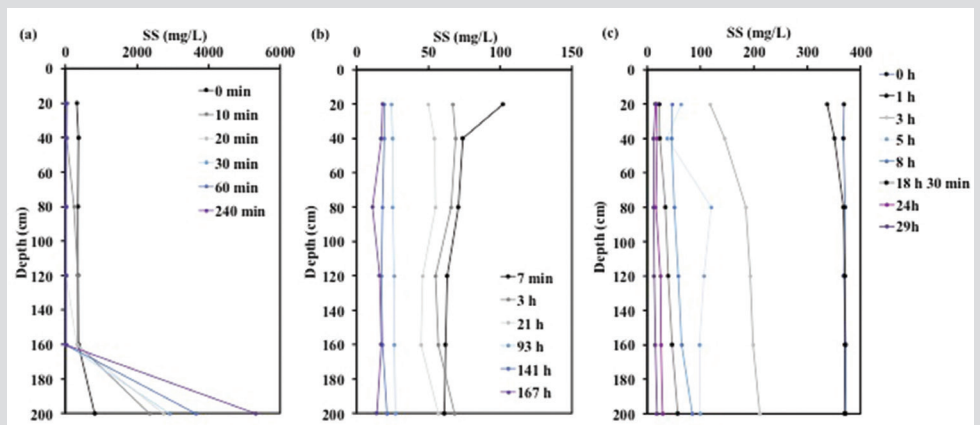 (a) SS (mg/L)
0 2000 4000 6000
0
20
40
60
80
100
120
140
160
180
200
Depth (cm)
0 min
10 min
20 min
30 min
60 min
240 min
(b) SS (mg/L)
0 50 100 150
0
20
40
60
80
100
120
140
160
180
200
Depth (cm)
7 min
3 h
21 h
93 h
141 h
167 h
(c) SS (mg/L)
0 100 200 300 400
0
20
40
60
80
100
120
140
160
180
200
Depth (cm)
0 h
1 h
3 h
5 h
8 h
18 h 30 min
24h
29h